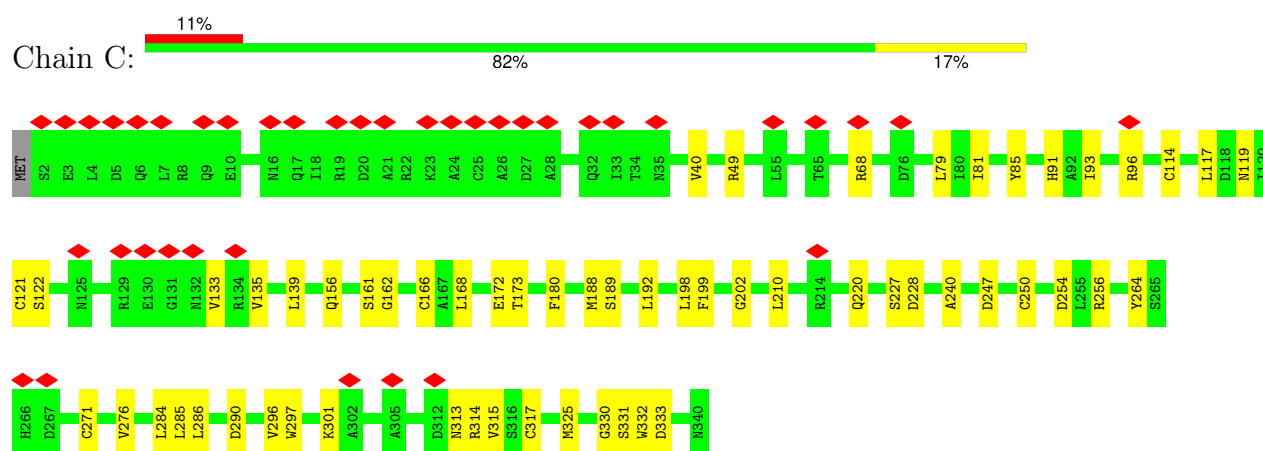 11%
Chain C:
82% 17%
MET S2 E3 L4 D5 Q6 L7 R8 Q9 E10 N16 Q17 I18 R19 D20 A21 R22 K23 A24 C25 A26 D27 A28 Q32 I33 T34 N35 V40 R49 L55 T65 R68 D76 L79 I80 I81 Y85 H91 A92 I93 R96 C114 L117 D118 N119 I120
C121 S122 N125 R129 E130 G131 N132 V133 R134 V135 L139 Q156 S161 G162 C166 A167 L168 E172 T173 F180 M188 S189 L192 L198 F199 G202 L210 R214 Q220 S227 D228 A240 D247 C250 D254 L255 R256 Y264 S265
H266 D267 C271 V276 L284 L285 L286 D290 V296 W297 K301 A302 A305 D312 N313 R314 V315 S316 C317 M325 G330 S331 W332 D333 N340